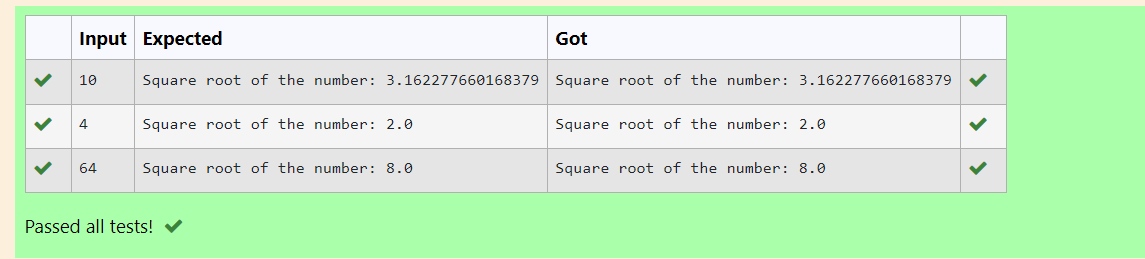 Input Expected Got
10 Square root of the number: 3.162277660168379 Square root of the number: 3.162277660168379
4 Square root of the number: 2.0 Square root of the number: 2.0
64 Square root of the number: 8.0 Square root of the number: 8.0
Passed all tests!